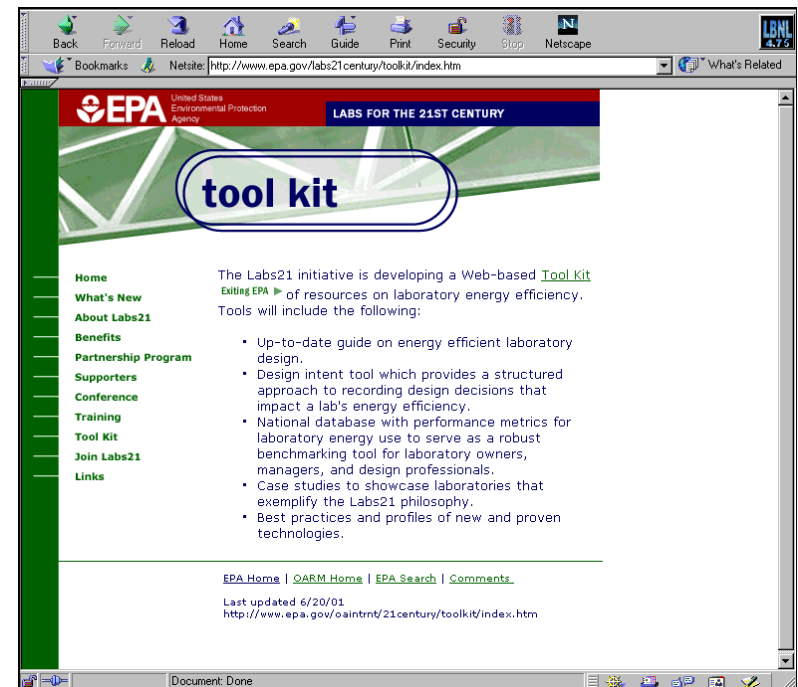 Back Forward Reload Home Search Guide Print Security Stop Netscape
LBNL
4.75
Bookmarks Netsite: http://www.epa.gov/labs21century/toolkit/index.htm What's Related
EPA
United States
Environmental Protection
Agency
LABS FOR THE 21ST CENTURY
tool kit
Home
What's New
About Labs21
Benefits
Partnership Program
Supporters
Conference
Training
Tool Kit
Join Labs21
Links
The Labs21 initiative is developing a Web-based Tool Kit
Exiting EPA of resources on laboratory energy efficiency.
Tools will include the following:
• Up-to-date guide on energy efficient laboratory
design.
• Design intent tool which provides a structured
approach to recording design decisions that
impact a lab's energy efficiency.
• National database with performance metrics for
laboratory energy use to serve as a robust
benchmarking tool for laboratory owners,
managers, and design professionals.
• Case studies to showcase laboratories that
exemplify the Labs21 philosophy.
• Best practices and profiles of new and proven
technologies.
EPA Home | OARM Home | EPA Search | Comments
Last updated 6/20/01
http://www.epa.gov/oaintrnt/21century/toolkit/index.htm
Document: Done